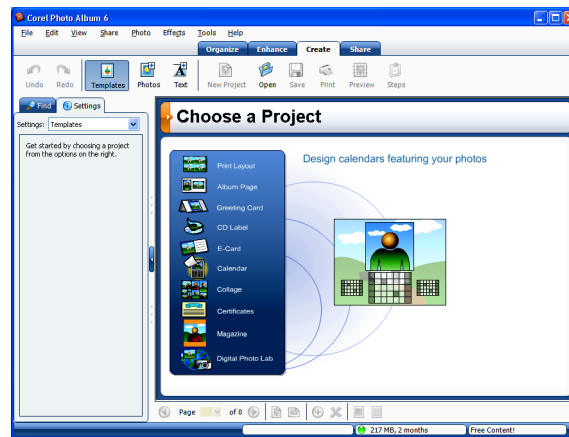 Corel Photo Album 6
File Edit View Share Photo Effects Tools Help
Organize Enhance Create Share
Undo Redo Templates Photos Text New Project Open Save Print Preview Steps
Find Settings
Settings: Templates
Get started by choosing a project
from the options on the right.
Choose a Project
Design calendars featuring your photos
Print Layout
Album Page
Greeting Card
CD Label
E-Card
Calendar
Collage
Certificates
Magazine
Digital Photo Lab
Page of 0
217 MB, 2 months Free Content!